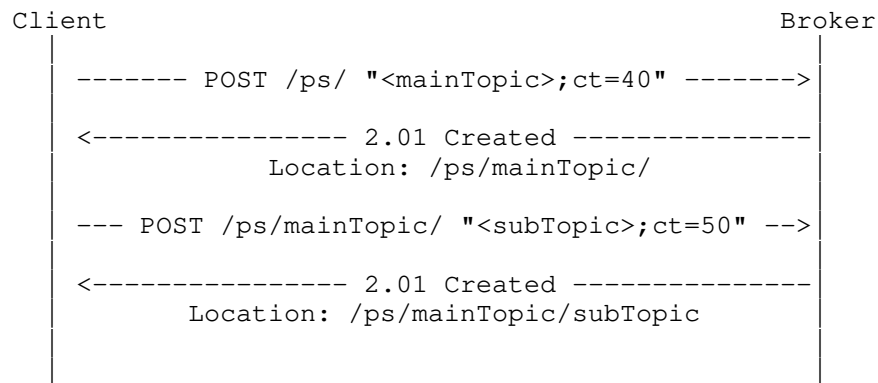 Client Broker
------- POST /ps/ "<mainTopic>;ct=40" ------->
<---------------- 2.01 Created ---------------
Location: /ps/mainTopic/
--- POST /ps/mainTopic/ "<subTopic>;ct=50" -->
<---------------- 2.01 Created ---------------
Location: /ps/mainTopic/subTopic